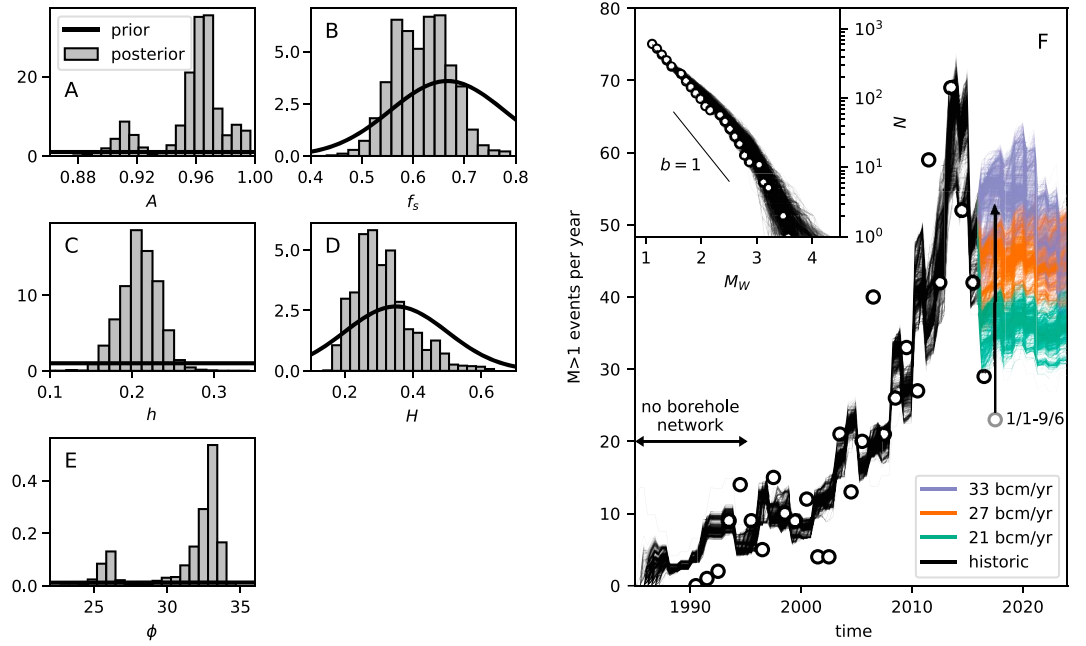 prior
posterior
A
20
0
0.88
0.92
0.96
1.00
A
B
5.0
2.5
0.0
0.4
0.5
0.6
0.7
0.8
f_s
C
10
0
0.1
0.2
0.3
h
D
5.0
2.5
0.0
0.2
0.4
0.6
H
E
0.4
0.2
0.0
25
30
35
ϕ
F
M>1 events per year
80
70
60
50
40
30
20
10
0
1990
2000
2010
2020
time
b = 1
1
2
3
4
M_W
10^3
10^2
10^1
10^0
N
no borehole
network
1/1-9/6
33 bcm/yr
27 bcm/yr
21 bcm/yr
historic